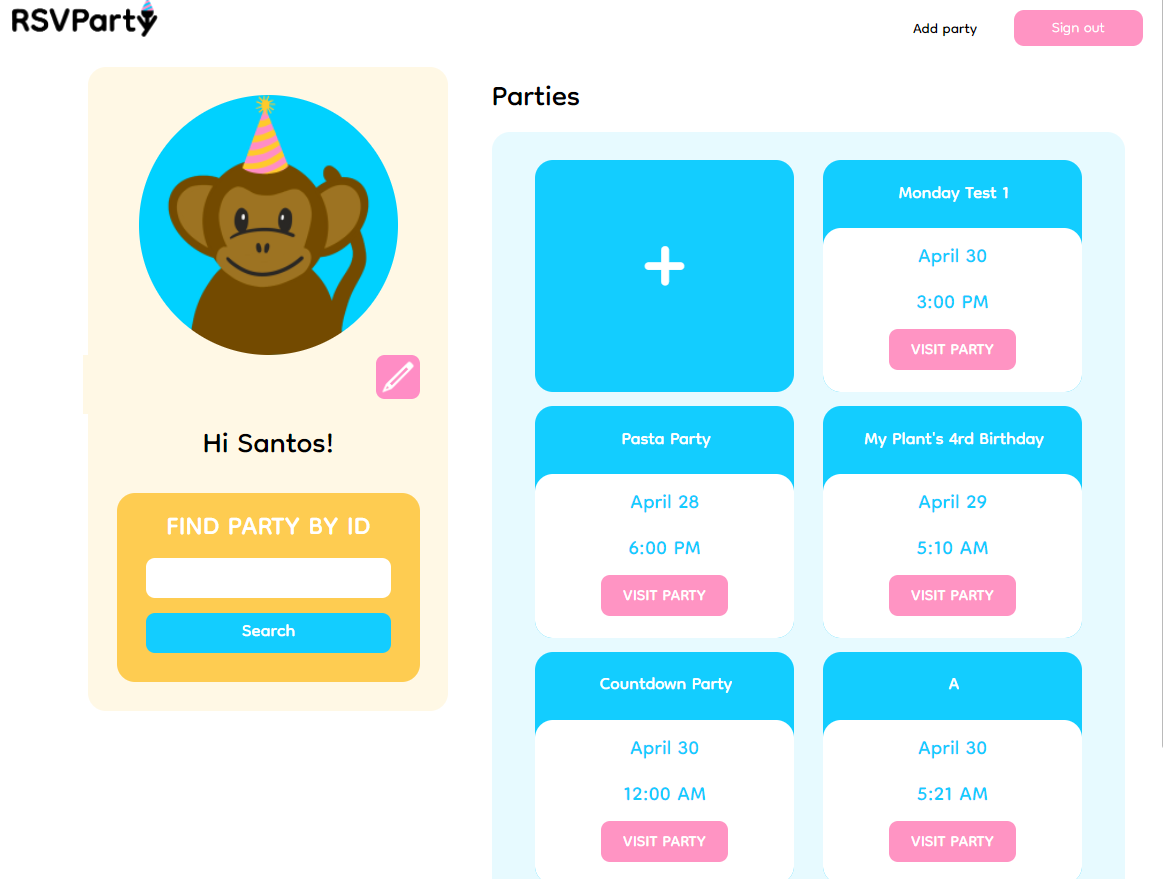 RSVParty
Add party
Sign out
Hi Santos!
FIND PARTY BY ID
Search
Parties
Monday Test 1
April 30
3:00 PM
VISIT PARTY
Pasta Party
April 28
6:00 PM
VISIT PARTY
My Plant's 4rd Birthday
April 29
5:10 AM
VISIT PARTY
Countdown Party
April 30
12:00 AM
VISIT PARTY
A
April 30
5:21 AM
VISIT PARTY